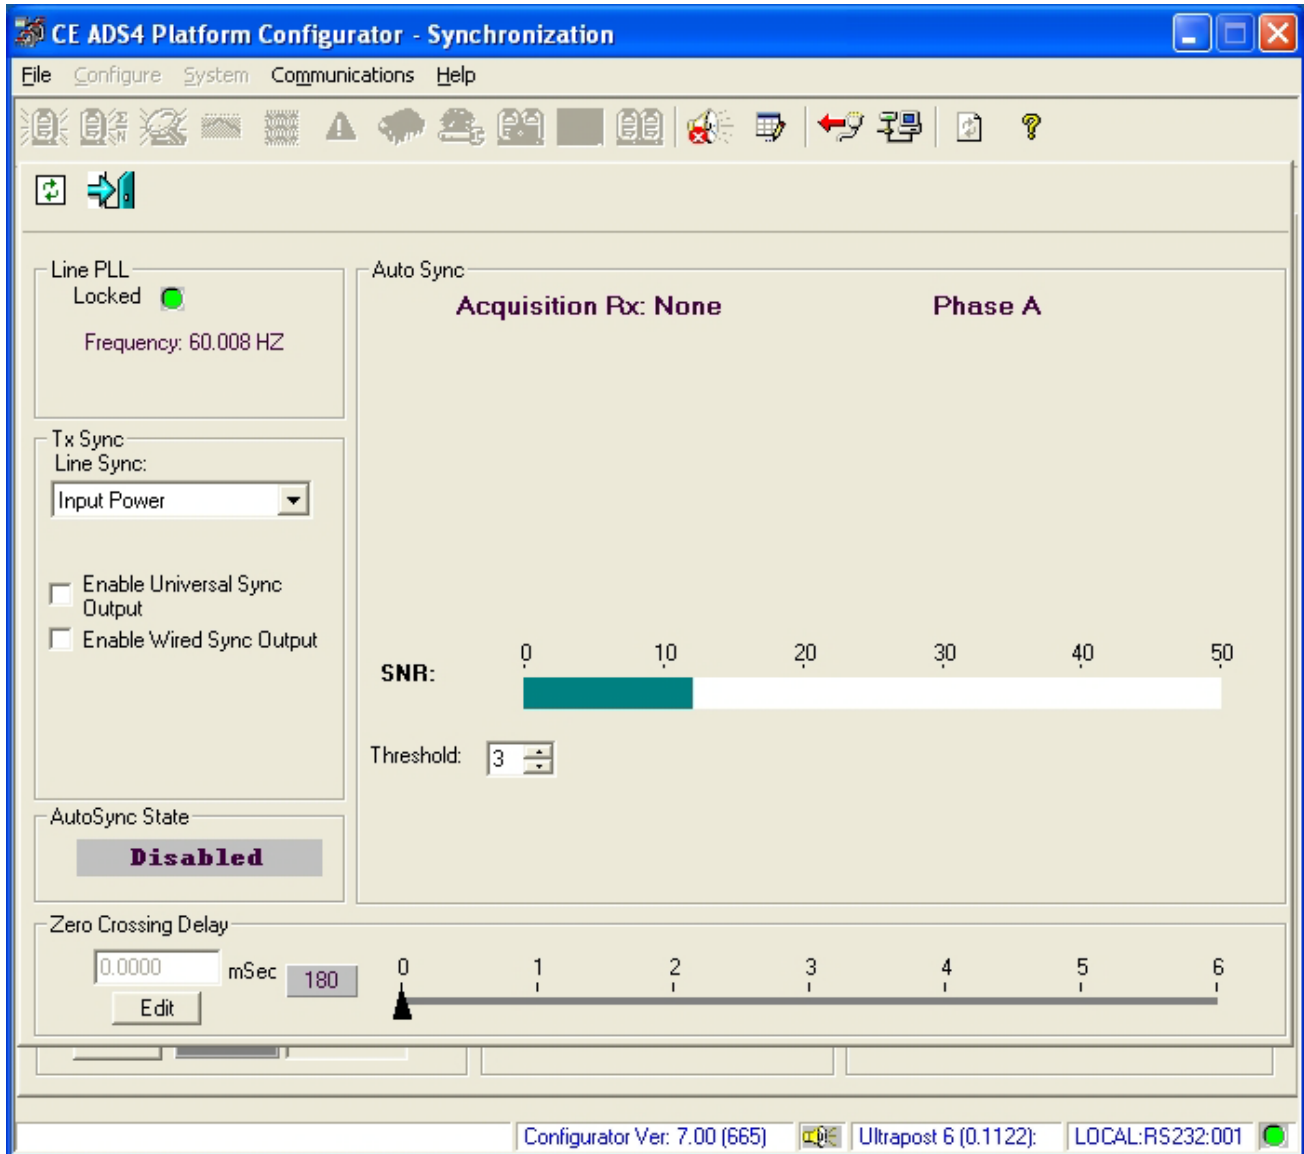 CE ADS4 Platform Configurator - Synchronization
File Configure System Communications Help
Line PLL
Locked
Frequency: 60.008 HZ
Auto Sync
Acquisition Rx: None Phase A
Tx Sync
Line Sync:
Input Power
Enable Universal Sync
Output
Enable Wired Sync Output
SNR:
0 10 20 30 40 50
Threshold: 3
AutoSync State
Disabled
Zero Crossing Delay
0.0000 mSec 180
Edit
0 1 2 3 4 5 6
Configurator Ver: 7.00 (665) Ultrapost 6 (0.1122): LOCAL:RS232:001